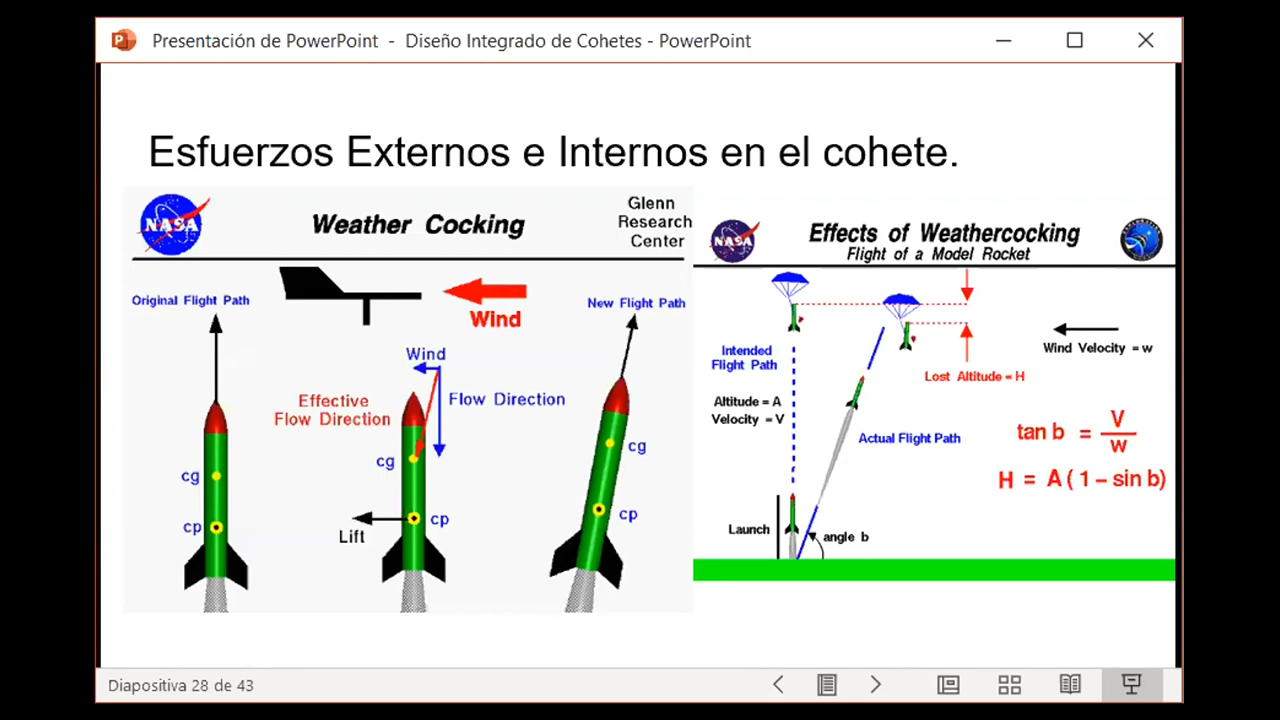 Presentación de PowerPoint - Diseño Integrado de Cohetes - PowerPoint
Esfuerzos Externos e Internos en el cohete.
NASA
Weather Cocking
Glenn
Research
Center
Original Flight Path
Wind
New Flight Path
Wind
Effective
Flow Direction
Flow Direction
cg
cg
cg
cp
cp
cp
Lift
NASA
Effects of Weathercocking
Flight of a Model Rocket
Intended
Flight Path
Wind Velocity = w
Lost Altitude = H
Altitude = A
Velocity = V
Actual Flight Path
tan b = V
w
H = A ( 1 – sin b)
Launch
angle b
Diapositiva 28 de 43